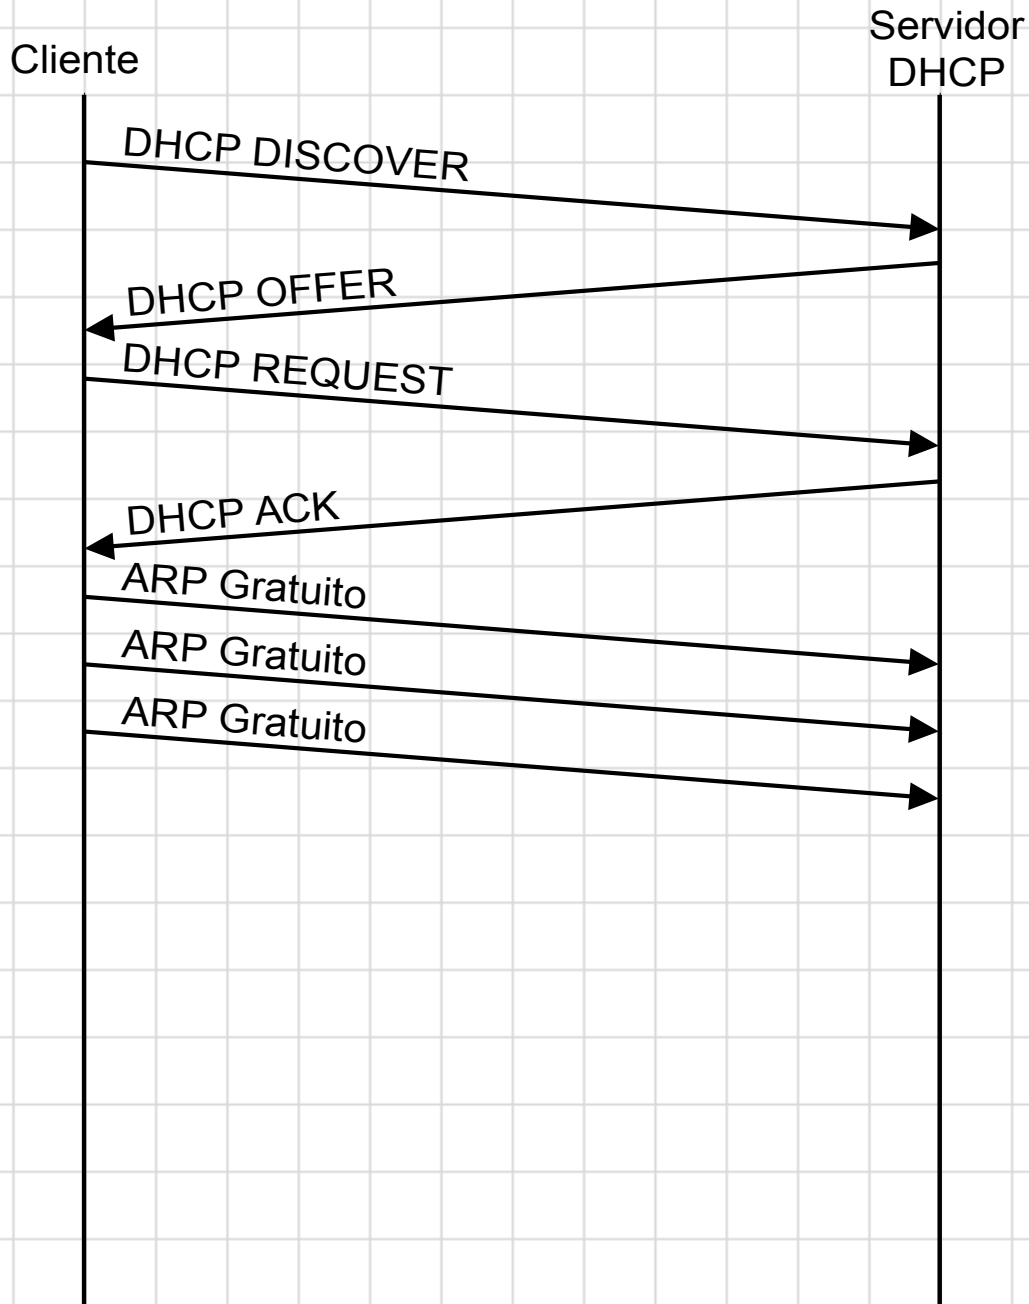 Cliente
Servidor
DHCP
DHCP DISCOVER
DHCP OFFER
DHCP REQUEST
DHCP ACK
ARP Gratuito
ARP Gratuito
ARP Gratuito